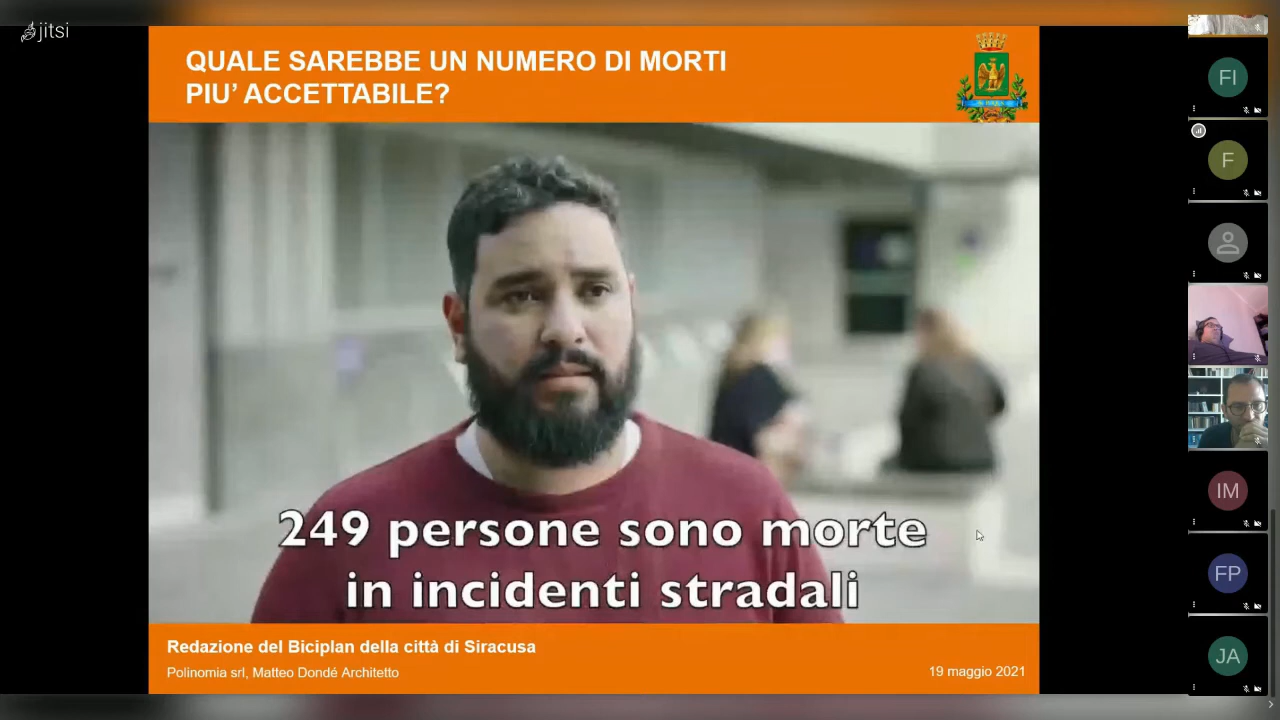 jitsi
QUALE SAREBBE UN NUMERO DI MORTI
PIU' ACCETTABILE?
249 persone sono morte
in incidenti stradali
Redazione del Biciplan della città di Siracusa
Polinomia srl, Matteo Dondé Architetto
19 maggio 2021
FI
F
IM
FP
JA